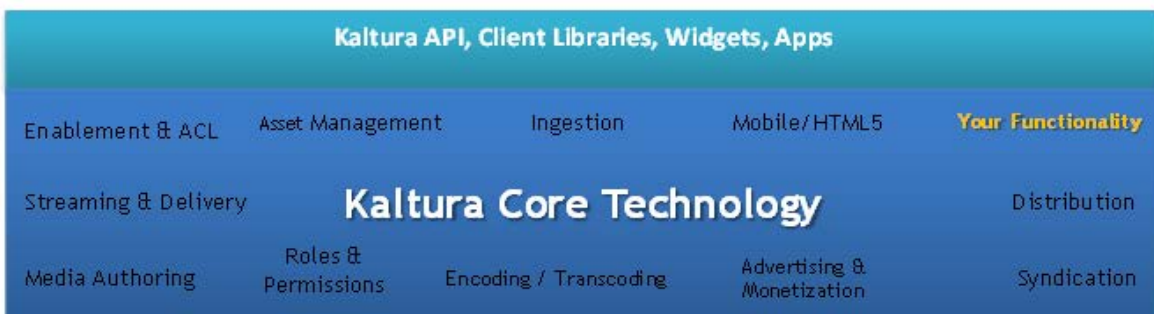 Kaltura API, Client Libraries, Widgets, Apps
Enablement & ACL
Asset Management
Ingestion
Mobile/HTML5
Your Functionality
Streaming & Delivery
Kaltura Core Technology
Distribution
Media Authoring
Roles &
Permissions
Encoding / Transcoding
Advertising &
Monetization
Syndication